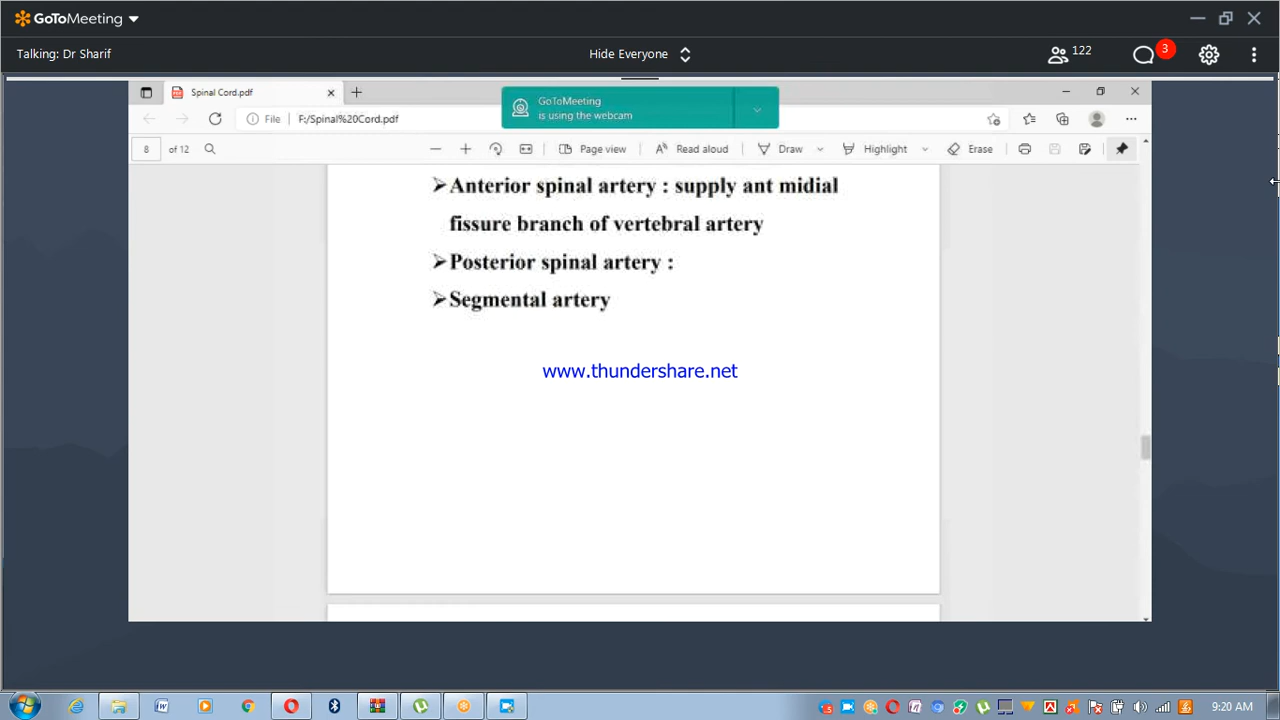 GoToMeeting
Talking: Dr Sharif
Hide Everyone
122
3
Spinal Cord.pdf
GoToMeeting
is using the webcam
File
F:/Spinal%20Cord.pdf
8 of 12
Page view
Read aloud
Draw
Highlight
Erase
➢Anterior spinal artery : supply ant midial
fissure branch of vertebral artery
➢Posterior spinal artery :
➢Segmental artery
www.thundershare.net
9:20 AM